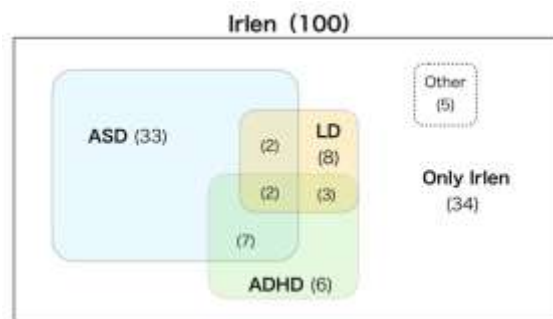 Irlen (100)
Other
(5)
ASD (33)
(2)
LD
(8)
Only Irlen
(34)
(2)
(3)
(7)
ADHD (6)